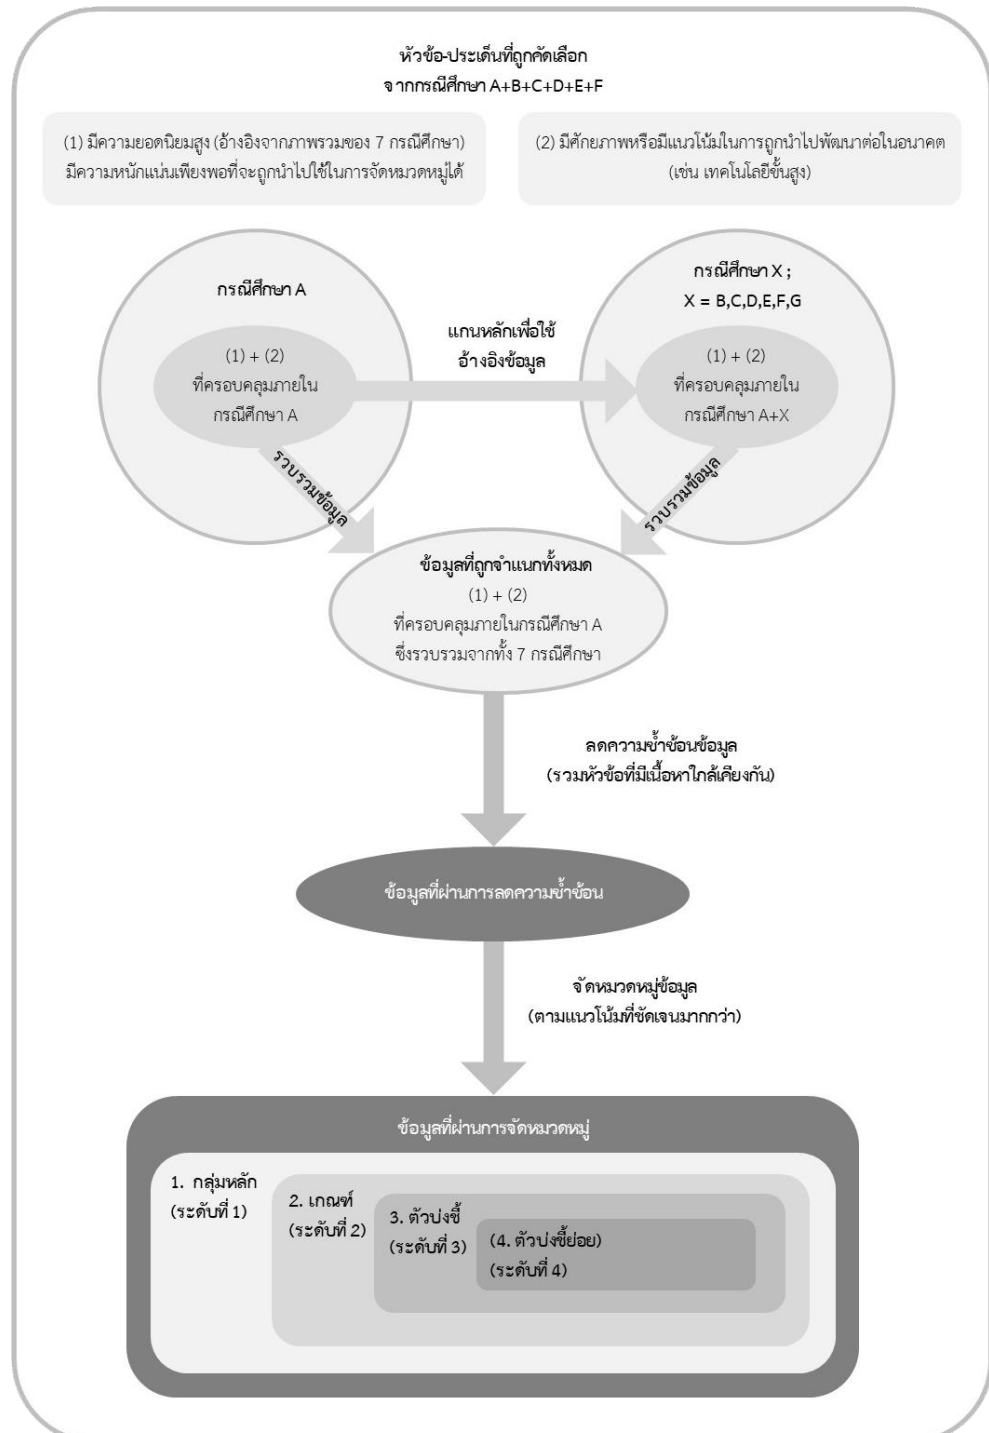 หัวข้อ-ประเด็นที่ถูกคัดเลือก
จากกรณีศึกษา A+B+C+D+E+F
(1) มีความยอดนิยมสูง (อ้างอิงจากภาพรวมของ 7 กรณีศึกษา)
มีความหนักแน่นเพียงพอที่จะถูกนำไปใช้ในการจัดหมวดหมู่ได้
(2) มีศักยภาพหรือมีแนวโน้มในการถูกนำไปพัฒนาต่อในอนาคต
(เช่น เทคโนโลยีขั้นสูง)
กรณีศึกษา A
(1) + (2)
ที่ครอบคลุมภายใน
กรณีศึกษา A
แกนหลักเพื่อใช้
อ้างอิงข้อมูล
กรณีศึกษา X ;
X = B,C,D,E,F,G
(1) + (2)
ที่ครอบคลุมภายใน
กรณีศึกษา A+X
รวบรวมข้อมูล
รวบรวมข้อมูล
ข้อมูลที่ถูกจำแนกทั้งหมด
(1) + (2)
ที่ครอบคลุมภายในกรณีศึกษา A
ซึ่งรวบรวมจากทั้ง 7 กรณีศึกษา
ลดความซ้ำซ้อนข้อมูล
(รวมหัวข้อที่มีเนื้อหาใกล้เคียงกัน)
ข้อมูลที่ผ่านการลดความซ้ำซ้อน
จัดหมวดหมู่ข้อมูล
(ตามแนวโน้มที่ชัดเจนมากกว่า)
ข้อมูลที่ผ่านการจัดหมวดหมู่
1. กลุ่มหลัก
(ระดับที่ 1)
2. เกณฑ์
(ระดับที่ 2)
3. ตัวบ่งชี้
(ระดับที่ 3)
(4. ตัวบ่งชี้ย่อย)
(ระดับที่ 4)